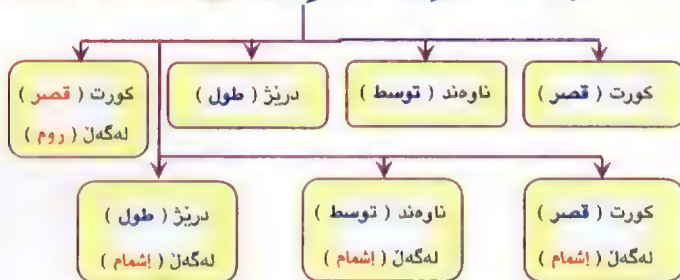 کورت ( قصر )
ناوەند ( توسط )
درێژ ( طول )
کورت ( قصر )
لەگەڵ ( روم )
کورت ( قصر )
لەگەڵ ( إشمام )
ناوەند ( توسط )
لەگەڵ ( إشمام )
درێژ ( طول )
لەگەڵ ( إشمام )